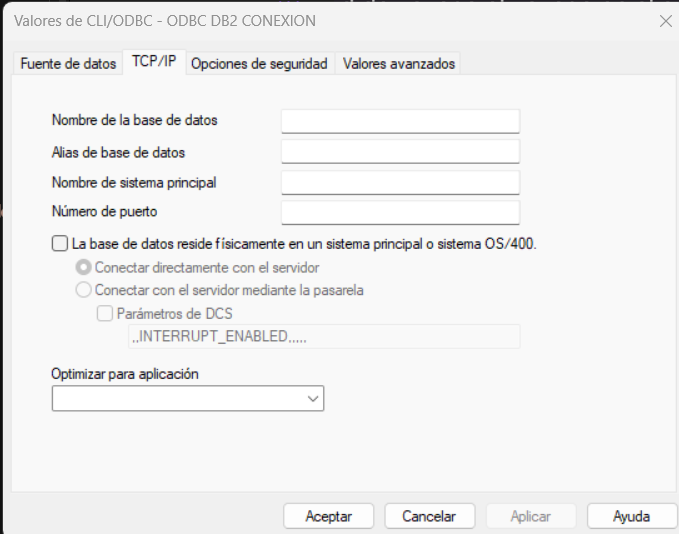 Valores de CLI/ODBC - ODBC DB2 CONEXION
Fuente de datos TCP/IP Opciones de seguridad Valores avanzados
Nombre de la base de datos
Alias de base de datos
Nombre de sistema principal
Número de puerto
La base de datos reside físicamente en un sistema principal o sistema OS/400.
Conectar directamente con el servidor
Conectar con el servidor mediante la pasarela
Parámetros de DCS
,,INTERRUPT_ENABLED,,,,,
Optimizar para aplicación
Aceptar Cancelar Aplicar Ayuda